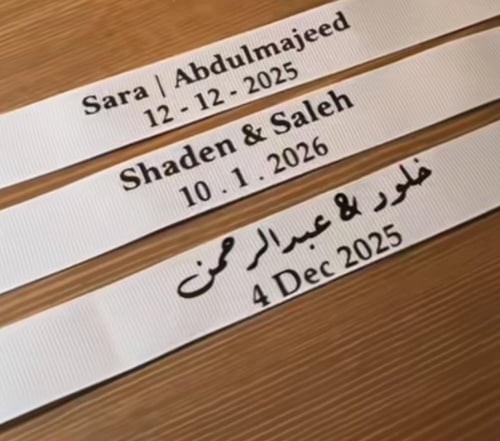 Sara | Abdulmajeed
12 - 12 - 2025
Shaden & Saleh
10 . 1 . 2026
خلود & عبدالرحمن
4 Dec 2025